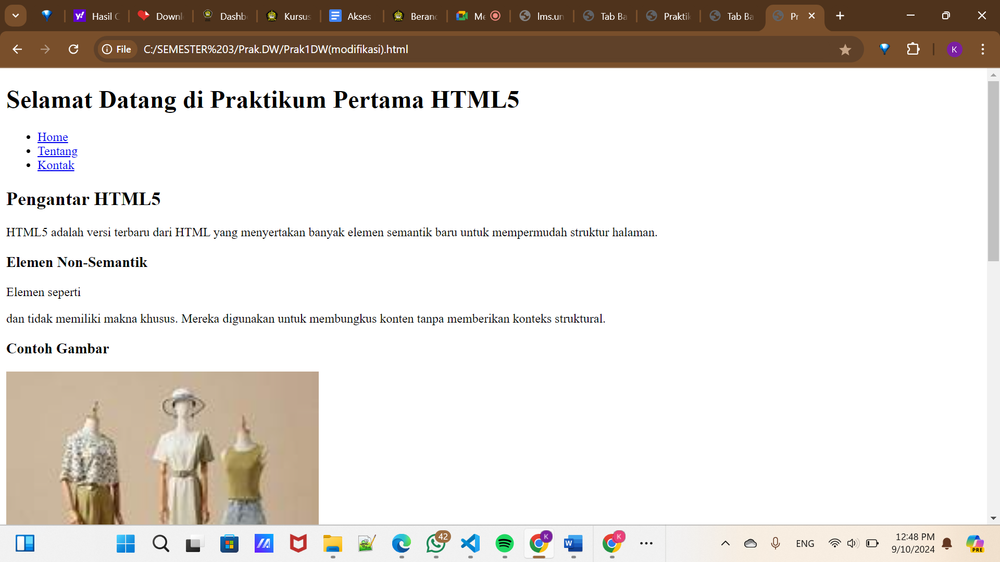 Hasil C
Downl
Dashb
Kursus
Akses
Beran
Me
lms.un
Tab Ba
Praktik
Tab Ba
Pr
File C:/SEMESTER%203/Prak.DW/Prak1DW(modifikasi).html
K
Selamat Datang di Praktikum Pertama HTML5
Home
Tentang
Kontak
Pengantar HTML5
HTML5 adalah versi terbaru dari HTML yang menyertakan banyak elemen semantik baru untuk mempermudah struktur halaman.
Elemen Non-Semantik
Elemen seperti
dan tidak memiliki makna khusus. Mereka digunakan untuk membungkus konten tanpa memberikan konteks struktural.
Contoh Gambar
42
K
W
K
ENG
12:48 PM
9/10/2024
PRE